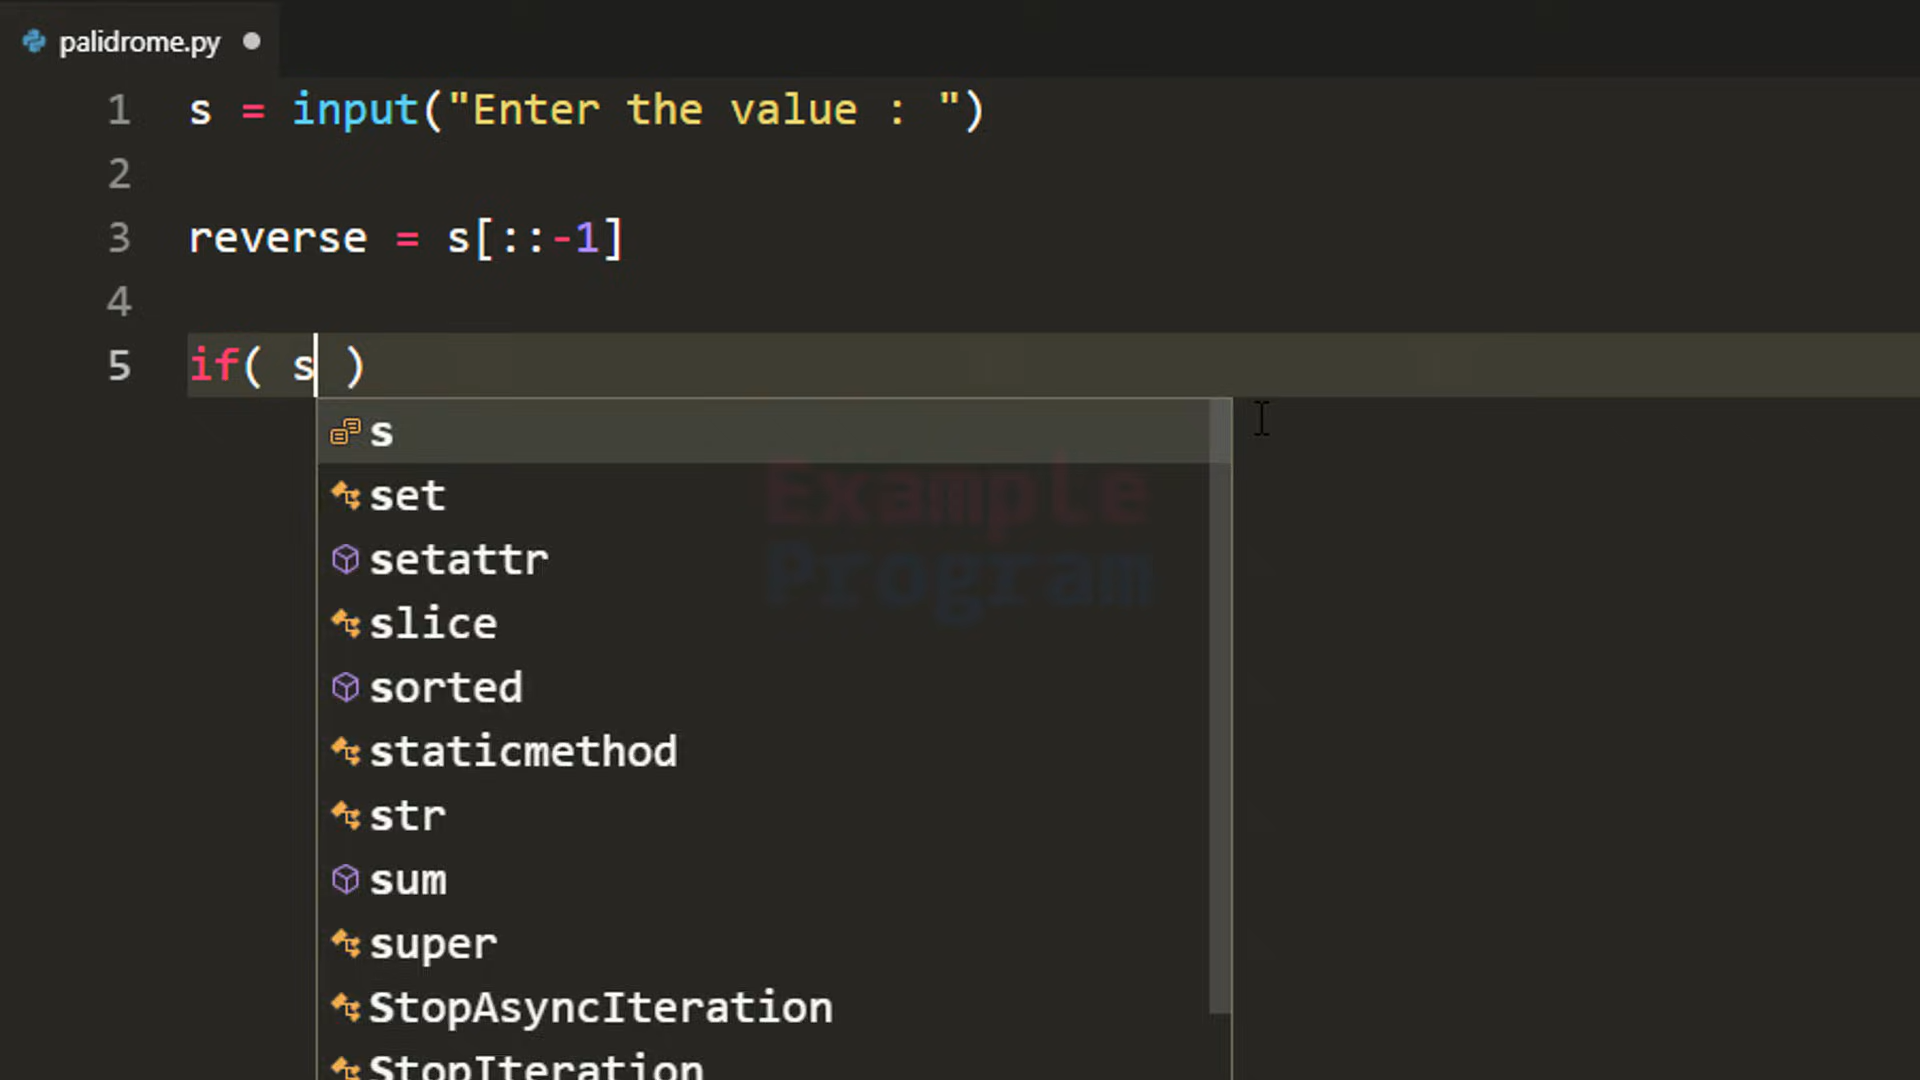 palidrome.py
1 s = input("Enter the value : ")
2
3 reverse = s[::-1]
4
5 if( s )
s
set
setattr
slice
Example
sorted
Program
staticmethod
str
sum
super
StopAsyncIteration
StopIteration